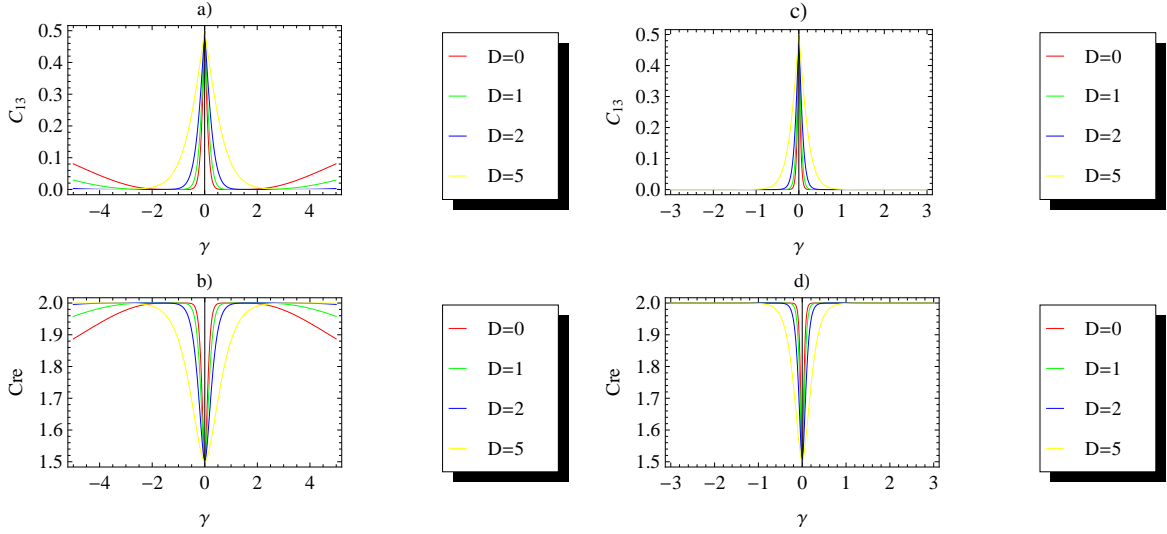 a)
0.5
0.4
0.3
0.2
0.1
0.0
C13
−4 −2 0 2 4
γ
D=0
D=1
D=2
D=5
c)
0.5
0.4
0.3
0.2
0.1
0.0
C13
−3 −2 −1 0 1 2 3
γ
D=0
D=1
D=2
D=5
b)
2.0
1.9
1.8
1.7
1.6
1.5
Cre
−4 −2 0 2 4
γ
D=0
D=1
D=2
D=5
d)
2.0
1.9
1.8
1.7
1.6
1.5
Cre
−3 −2 −1 0 1 2 3
γ
D=0
D=1
D=2
D=5